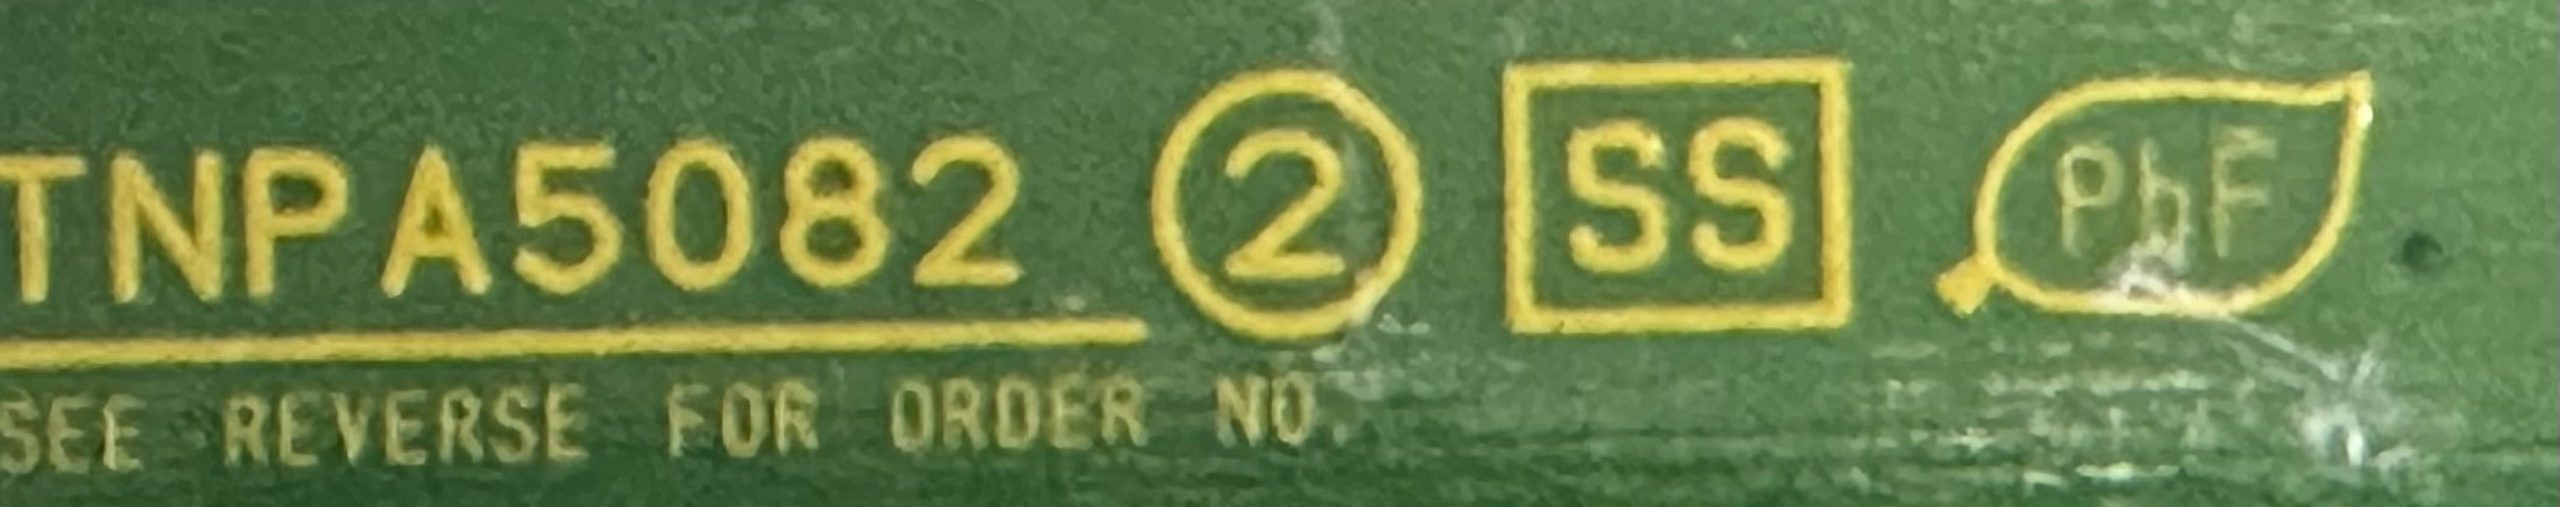 TNPA5082 2 SS PbF
SEE REVERSE FOR ORDER NO.